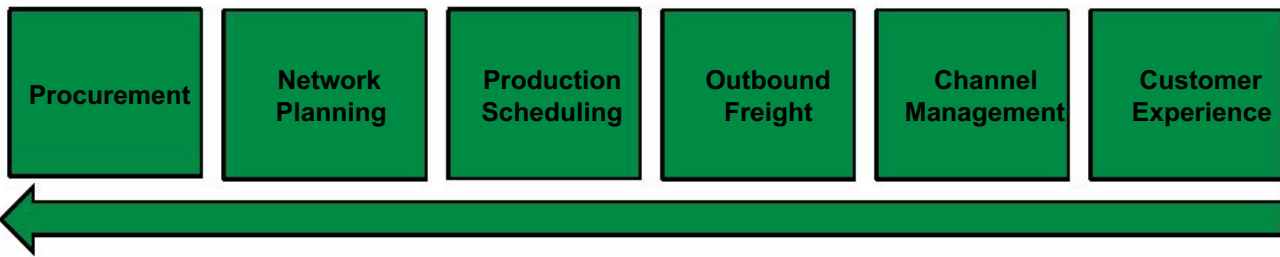 Procurement
Network
Planning
Production
Scheduling
Outbound
Freight
Channel
Management
Customer
Experience